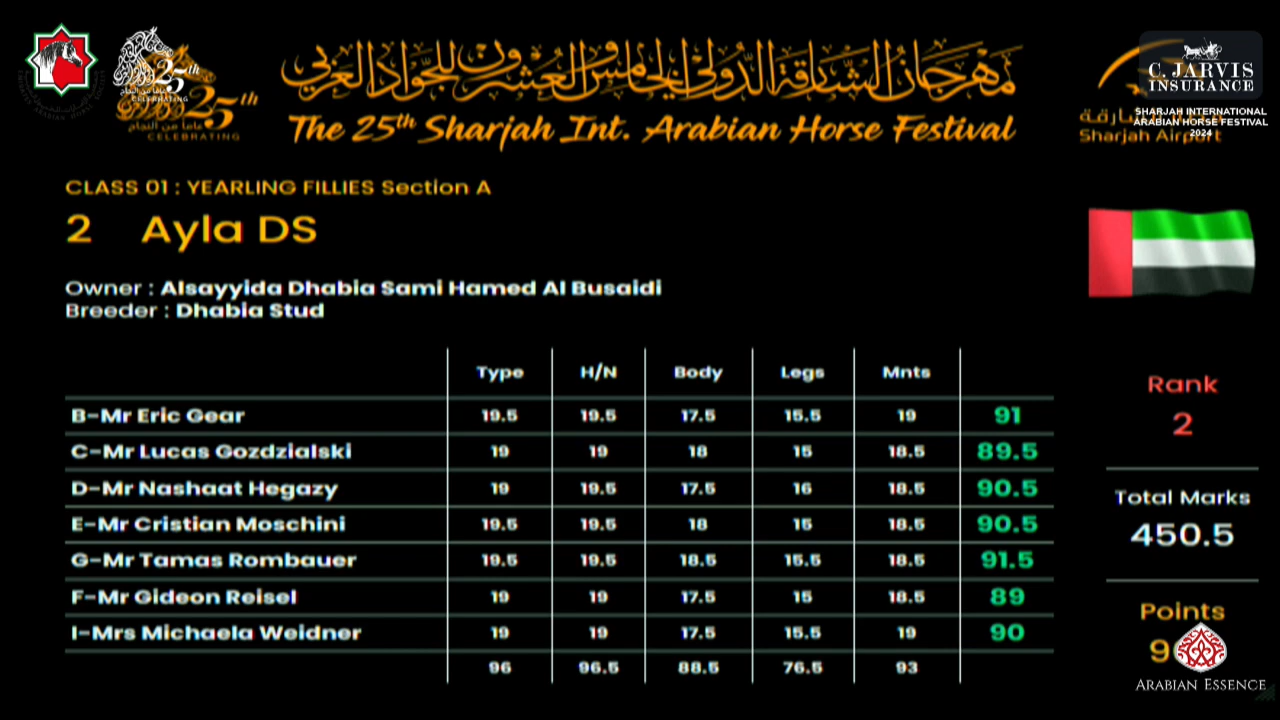 مهرجان الشارقة الدولي الخامس والعشرون للجواد العربي
The 25th Sharjah Int. Arabian Horse Festival
25th
CELEBRATING
25th
عاماً من النجاح
CELEBRATING
C. JARVIS
INSURANCE
SHARJAH INTERNATIONAL
ARABIAN HORSE FESTIVAL
2024
Sharjah Airport
CLASS 01 : YEARLING FILLIES Section A
2 Ayla DS
Owner : Alsayyida Dhabia Sami Hamed Al Busaidi
Breeder : Dhabia Stud
Type H/N Body Legs Mnts
B-Mr Eric Gear 19.5 19.5 17.5 15.5 19 91
C-Mr Lucas Gozdzialski 19 19 18 15 18.5 89.5
D-Mr Nashaat Hegazy 19 19.5 17.5 16 18.5 90.5
E-Mr Cristian Moschini 19.5 19.5 18 15 18.5 90.5
G-Mr Tamas Rombauer 19.5 19.5 18.5 15.5 18.5 91.5
F-Mr Gideon Reisel 19 19 17.5 15 18.5 89
I-Mrs Michaela Weidner 19 19 17.5 15.5 19 90
96 96.5 88.5 76.5 93
Rank
2
Total Marks
450.5
Points
ARABIAN ESSENCE